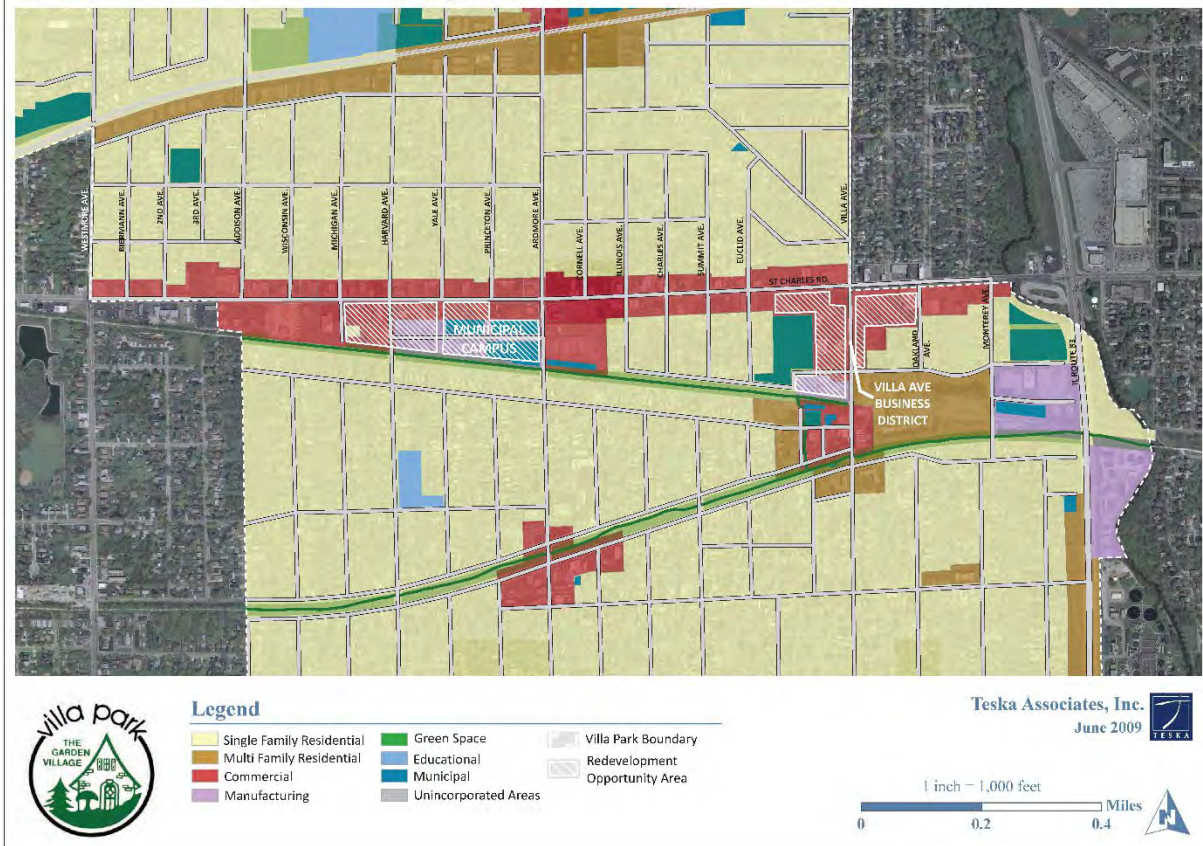 WESTMORE AVE.
BIERMANN AVE.
2ND AVE.
3RD AVE.
ADDISON AVE.
WISCONSIN AVE.
MICHIGAN AVE.
HARVARD AVE.
YALE AVE.
PRINCETON AVE.
ARDMORE AVE.
CORNELL AVE.
ILLINOIS AVE.
CHARLES AVE.
SUMMIT AVE.
EUCLID AVE.
VILLA AVE.
ST CHARLES RD.
MUNICIPAL
CAMPUS
OAKLAND
AVE.
MONTEREY AVE.
IL ROUTE 83
VILLA AVE
BUSINESS
DISTRICT
villa park
THE
GARDEN
VILLAGE
Legend
Single Family Residential
Multi Family Residential
Commercial
Manufacturing
Green Space
Educational
Municipal
Unincorporated Areas
Villa Park Boundary
Redevelopment
Opportunity Area
Teska Associates, Inc.
June 2009
TESKA
1 inch = 1,000 feet
Miles
0 0.2 0.4
N